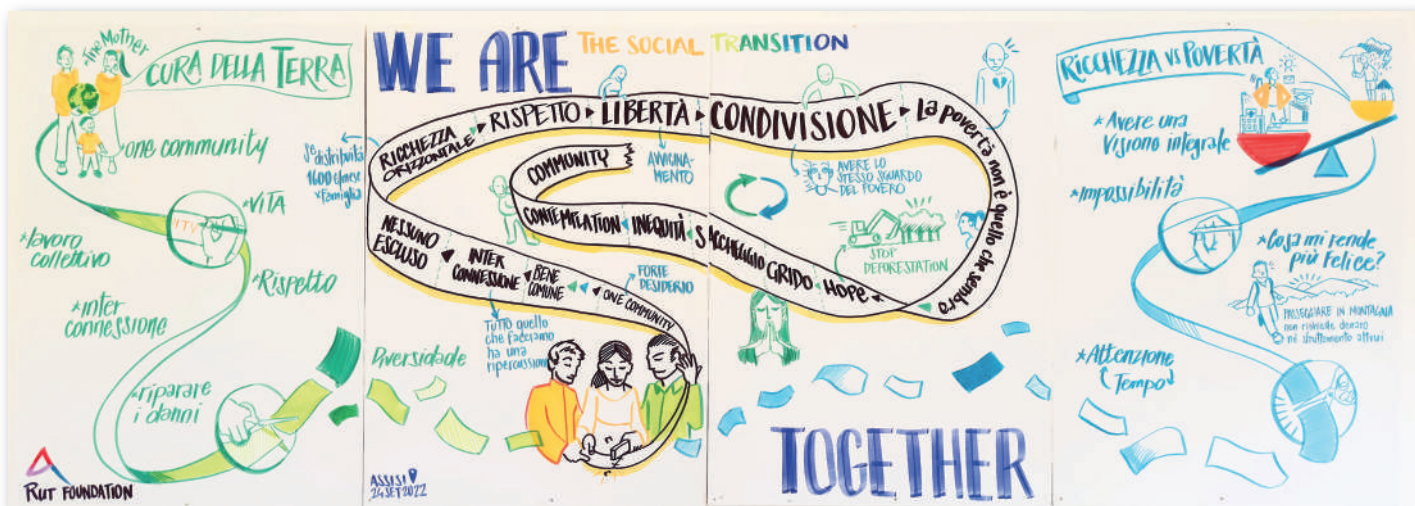 The Mother
CURA DELLA TERRA
*one community
*VITA
*lavoro
collettivo
*Rispetto
*inter
connessione
*riparare
i danni
RUT FOUNDATION
WE ARE THE SOCIAL TRANSITION
Se
distribuita
1600 €/mese
x famiglia
RICCHEZZA
ORIZZONTALE
RISPETTO
LIBERTÀ
CONDIVISIONE
La povertà non è quello che sembra
AVVICINA-
MENTO
AVERE LO
STESSO SGUARDO
DEL POVERO
STOP
DEFORESTATION
HOPE
GRIDO
SACCHEGGIO
INEQUITÀ
CONTEMPLATION
COMMUNITY
NESSUNO
ESCLUSO
INTER
CONNESSIONE
BENE
COMUNE
ONE COMMUNITY
FORTE
DESIDERIO
TUTTO quello
che facciamo
ha una
ripercussione
Diversidade
ASSISI
24 SET 2022
TOGETHER
RICCHEZZA VS POVERTÀ
*Avere una
Visiono integrale
*Impossibilità
*Cosa mi rende
più felice?
PASSEGGIARE IN MONTAGNA
non richiede denaro
né sfruttamento altrui
*Attenzione
(Tempo)